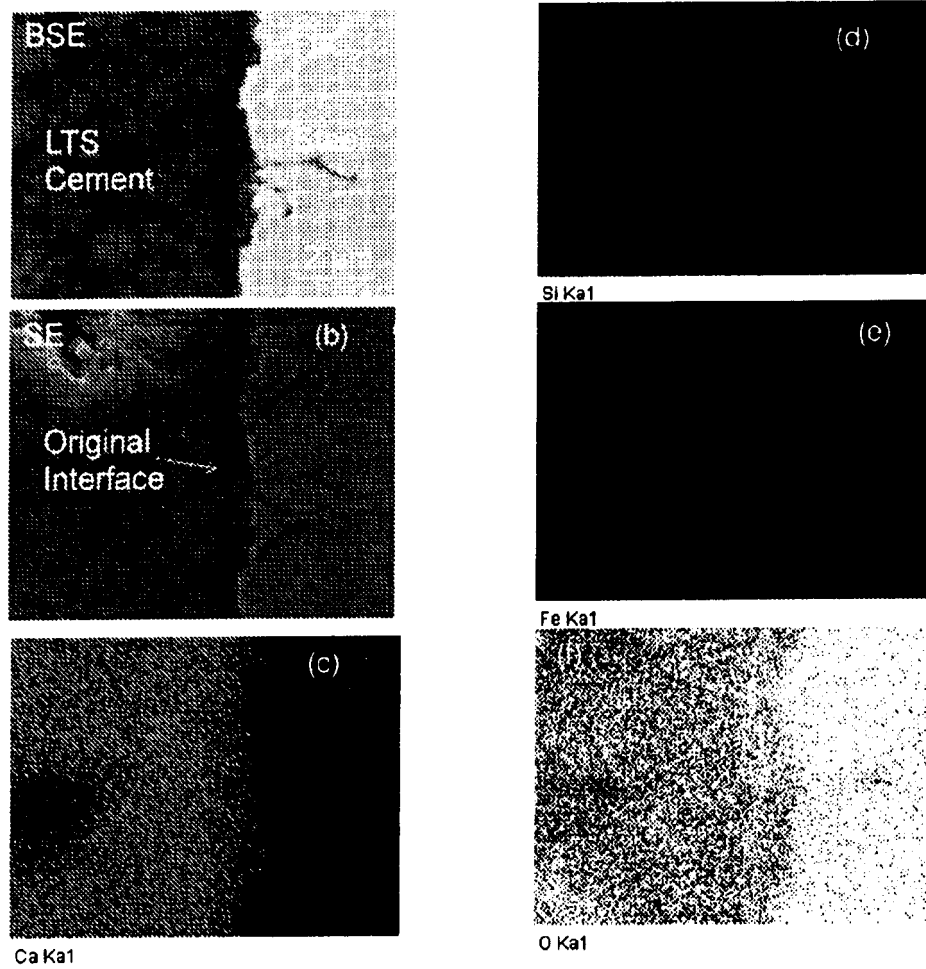 BSE
LTS
Cement
SE
(b)
Original
Interface
(c)
Ca Ka1
(d)
Si Ka1
(e)
Fe Ka1
(f)
O Ka1